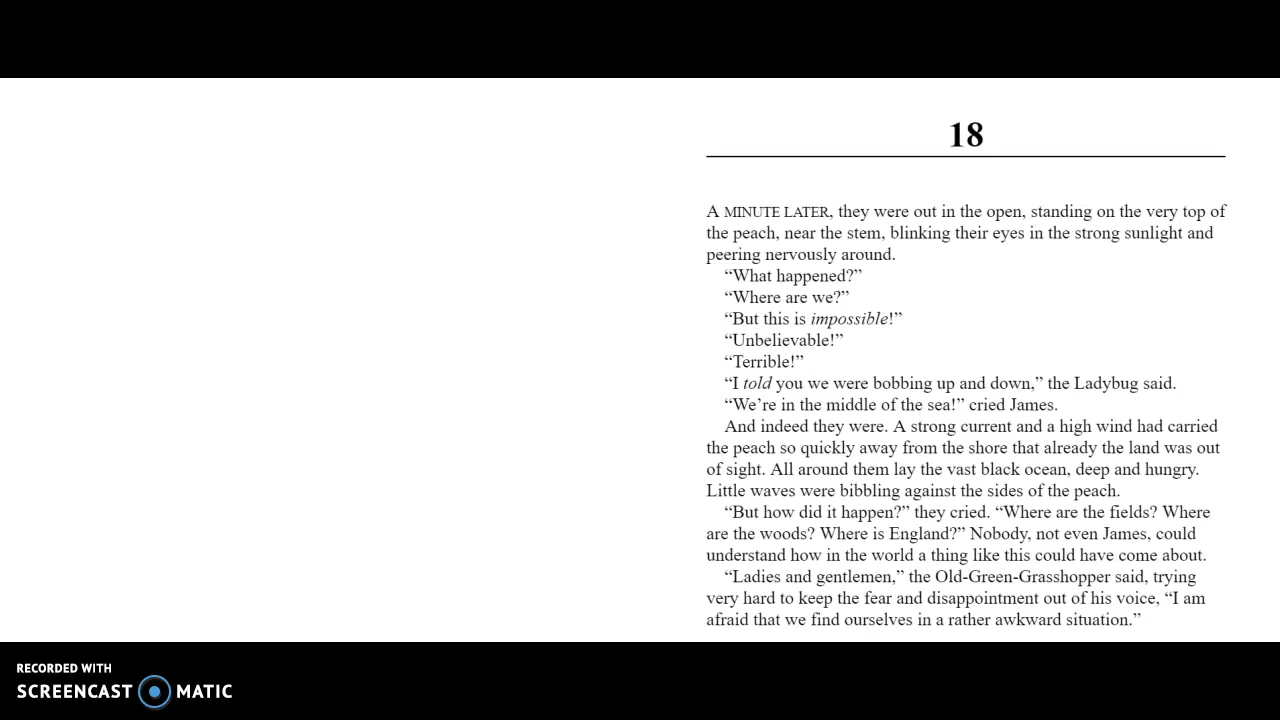 18
A MINUTE LATER, they were out in the open, standing on the very top of
the peach, near the stem, blinking their eyes in the strong sunlight and
peering nervously around.
“What happened?”
“Where are we?”
“But this is impossible!”
“Unbelievable!”
“Terrible!”
“I told you we were bobbing up and down,” the Ladybug said.
“We’re in the middle of the sea!” cried James.
And indeed they were. A strong current and a high wind had carried
the peach so quickly away from the shore that already the land was out
of sight. All around them lay the vast black ocean, deep and hungry.
Little waves were bibbling against the sides of the peach.
“But how did it happen?” they cried. “Where are the fields? Where
are the woods? Where is England?” Nobody, not even James, could
understand how in the world a thing like this could have come about.
“Ladies and gentlemen,” the Old-Green-Grasshopper said, trying
very hard to keep the fear and disappointment out of his voice, “I am
afraid that we find ourselves in a rather awkward situation.”
RECORDED WITH
SCREENCAST MATIC